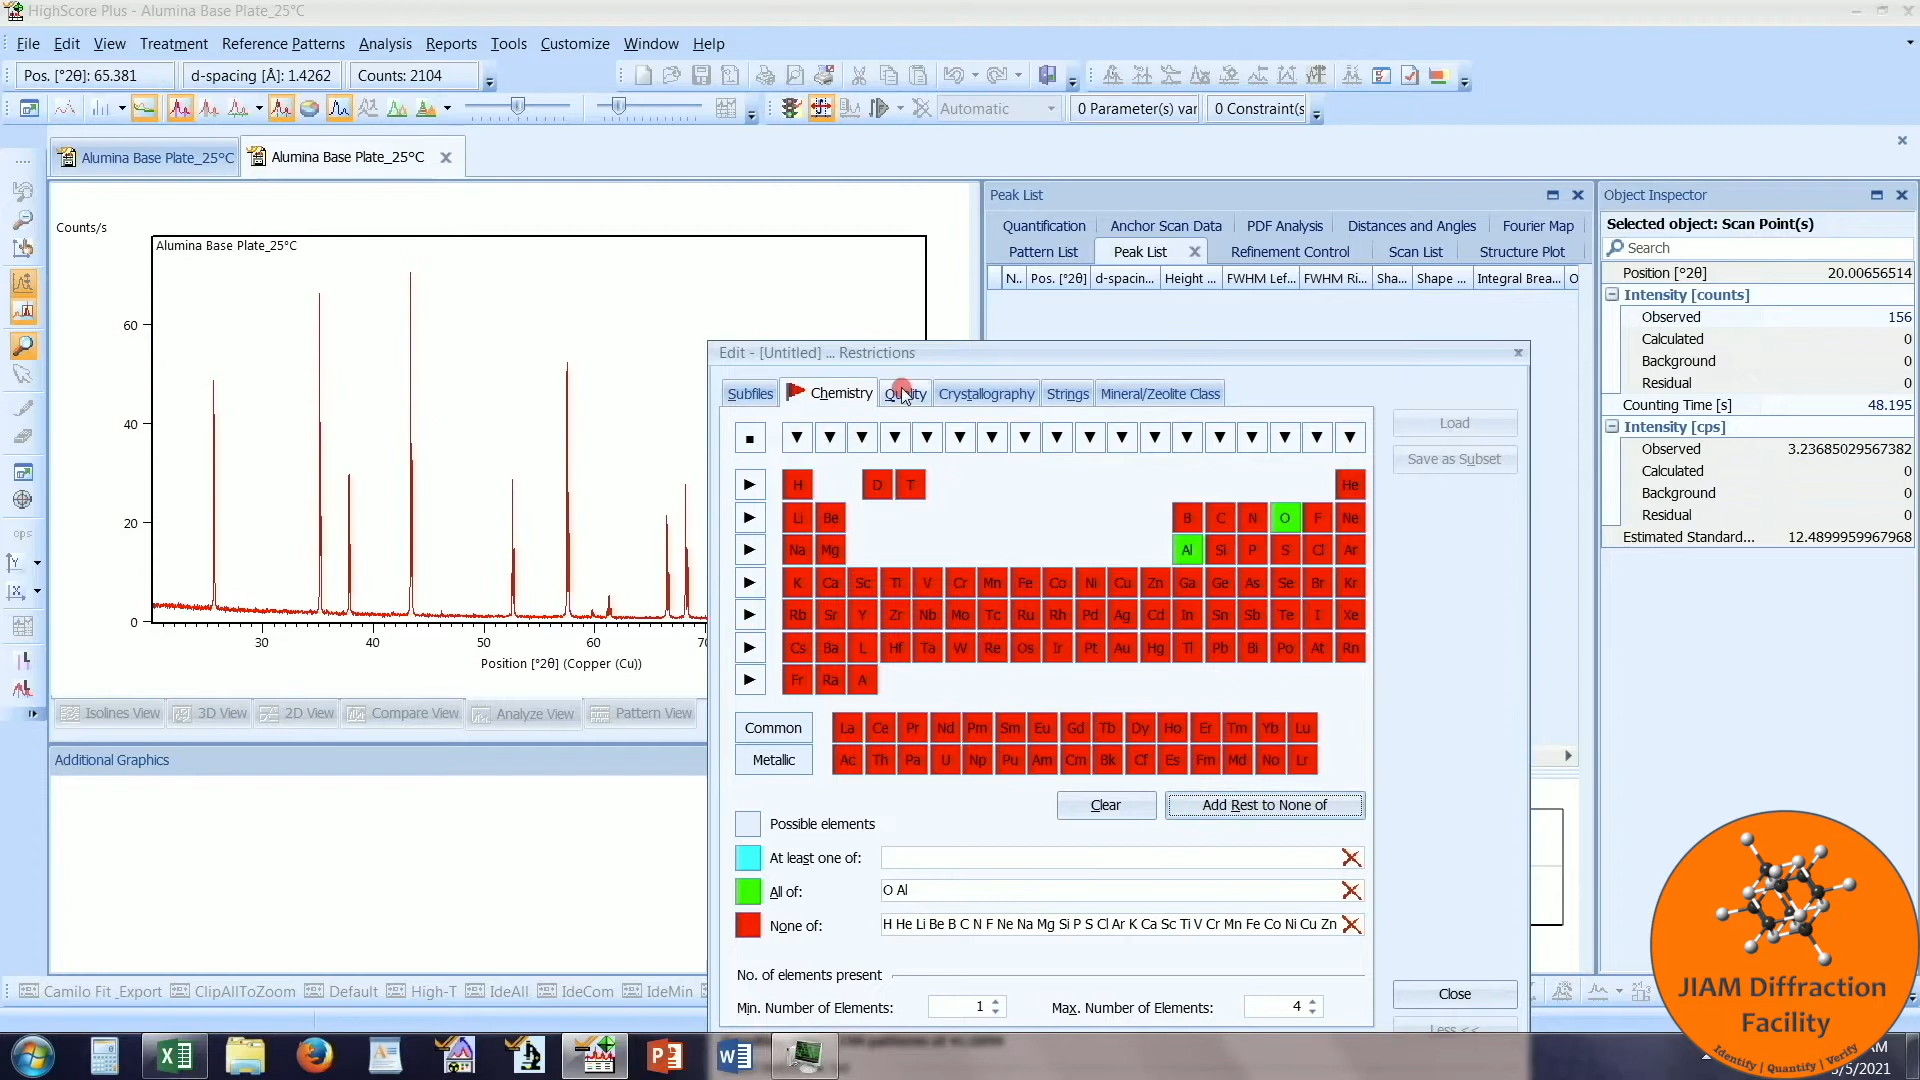 HighScore Plus - Alumina Base Plate_25°C
File Edit View Treatment Reference Patterns Analysis Reports Tools Customize Window Help
Pos. [°2θ]: 65.381 d-spacing [Å]: 1.4262 Counts: 2104
Automatic 0 Parameter(s) var 0 Constraint(s
Alumina Base Plate_25°C Alumina Base Plate_25°C
Counts/s
Alumina Base Plate_25°C
60
40
20
0
30 40 50 60 70
Position [°2θ] (Copper (Cu))
Isolines View 3D View 2D View Compare View Analyze View Pattern View
Additional Graphics
Peak List
Quantification Anchor Scan Data PDF Analysis Distances and Angles Fourier Map
Pattern List Peak List Refinement Control Scan List Structure Plot
N.. Pos. [°2θ] d-spacin... Height ... FWHM Lef... FWHM Ri... Sha... Shape ... Integral Brea... O
Edit - [Untitled] ... Restrictions
Subfiles Chemistry Quality Crystallography Strings Mineral/Zeolite Class
H D T He
Li Be B C N O F Ne
Na Mg Al Si P S Cl Ar
K Ca Sc Ti V Cr Mn Fe Co Ni Cu Zn Ga Ge As Se Br Kr
Rb Sr Y Zr Nb Mo Tc Ru Rh Pd Ag Cd In Sn Sb Te I Xe
Cs Ba L Hf Ta W Re Os Ir Pt Au Hg Tl Pb Bi Po At Rn
Fr Ra A
Common La Ce Pr Nd Pm Sm Eu Gd Tb Dy Ho Er Tm Yb Lu
Metallic Ac Th Pa U Np Pu Am Cm Bk Cf Es Fm Md No Lr
Clear Add Rest to None of
Possible elements
At least one of:
All of: O Al
None of: H He Li Be B C N F Ne Na Mg Si P S Cl Ar K Ca Sc Ti V Cr Mn Fe Co Ni Cu Zn
No. of elements present
Min. Number of Elements: 1 Max. Number of Elements: 4
Load
Save as Subset
Close
Less <<
Object Inspector
Selected object: Scan Point(s)
Search
Position [°2θ] 20.00656514
Intensity [counts]
Observed 156
Calculated 0
Background 0
Residual 0
Counting Time [s] 48.195
Intensity [cps]
Observed 3.23685029567382
Calculated 0
Background 0
Residual 0
Estimated Standard... 12.4899959967968
cps
Camilo Fit _Export ClipAllToZoom Default High-T IdeAll IdeCom IdeMin
JIAM Diffraction
Facility
Identify | Quantify | Verify
AM
/5/2021